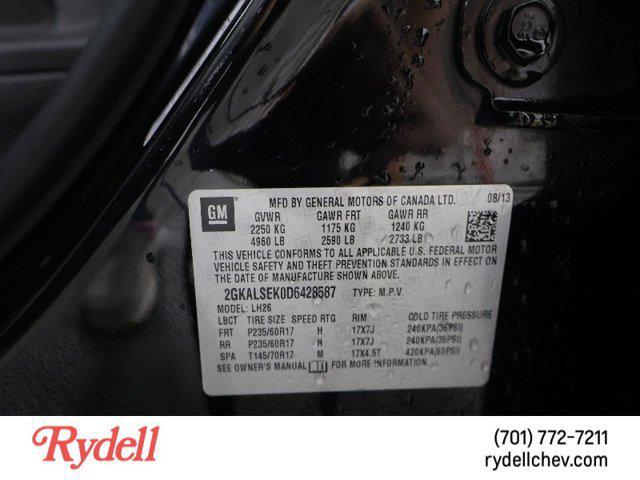 GM
MFD BY GENERAL MOTORS OF CANADA LTD.
08/13
GVWR GAWR FRT GAWR RR
2250 KG 1175 KG 1240 KG
4960 LB 2590 LB 2733 LB
THIS VEHICLE CONFORMS TO ALL APPLICABLE U.S. FEDERAL MOTOR
VEHICLE SAFETY AND THEFT PREVENTION STANDARDS IN EFFECT ON
THE DATE OF MANUFACTURE SHOWN ABOVE.
2GKALSEK0D6428587 TYPE: M.P.V.
MODEL: LH26
LBCT TIRE SIZE SPEED RTG RIM COLD TIRE PRESSURE
FRT P235/60R17 H 17X7J 240KPA(35PSI)
RR P235/60R17 H 17X7J 240KPA(35PSI)
SPA T145/70R17 M 17X4.5T 420KPA(60PSI)
SEE OWNER'S MANUAL FOR MORE INFORMATION.
Rydell
(701) 772-7211
rydellchev.com